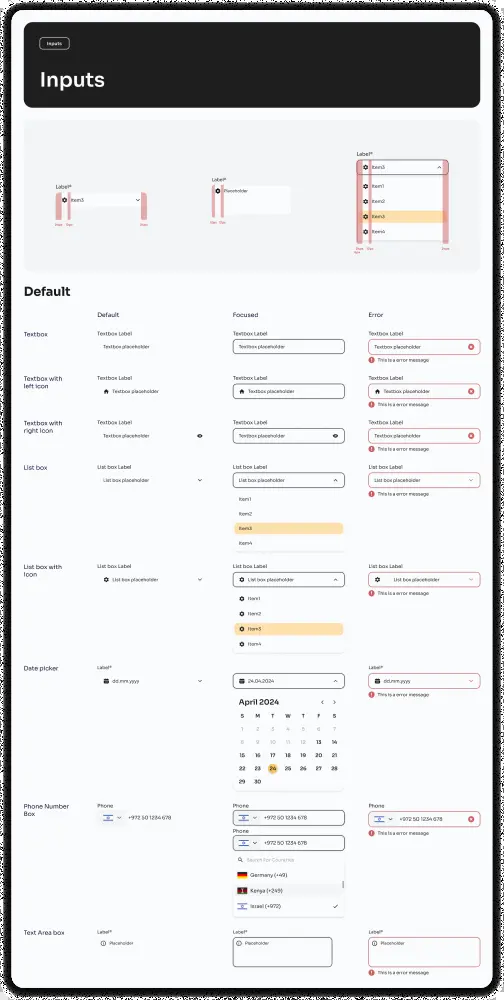 Inputs
Inputs
Label*
Item3
Label*
Placeholder
Label*
Item3
Item1
Item2
Item3
Item4
Default
Default Focused Error
Textbox
Textbox Label Textbox Label Textbox Label
Textbox placeholder Textbox placeholder Textbox placeholder
This is a error message
Textbox with
left icon
Textbox Label Textbox Label Textbox Label
Textbox placeholder Textbox placeholder Textbox placeholder
This is a error message
Textbox with
right icon
Textbox Label Textbox Label Textbox Label
Textbox placeholder Textbox placeholder Textbox placeholder
This is a error message
List box
List box Label List box Label List box Label
List box placeholder List box placeholder List box placeholder
This is a error message
Item1
Item2
Item3
Item4
List box with
Icon
List box Label List box Label List box Label
List box placeholder List box placeholder List box placeholder
This is a error message
Item1
Item2
Item3
Item4
Date picker
Label* Label*
dd.mm.yyyy 24.04.2024 dd.mm.yyyy
This is a error message
April 2024
S M T W T F S
1 2 3 4 5 6 7
8 9 10 11 12 13 14
15 16 17 18 19 20 21
22 23 24 25 26 27 28
29 30
Phone Number
Box
Phone Phone Phone
+972 50 1234 678 +972 50 1234 678 +972 50 1234 678
This is a error message
Phone
+972 50 1234 678
Search For Countries
Germany (+49)
Kenya (+249)
Israel (+972)
Text Area box
Label* Label* Label*
Placeholder Placeholder Placeholder
This is a error message